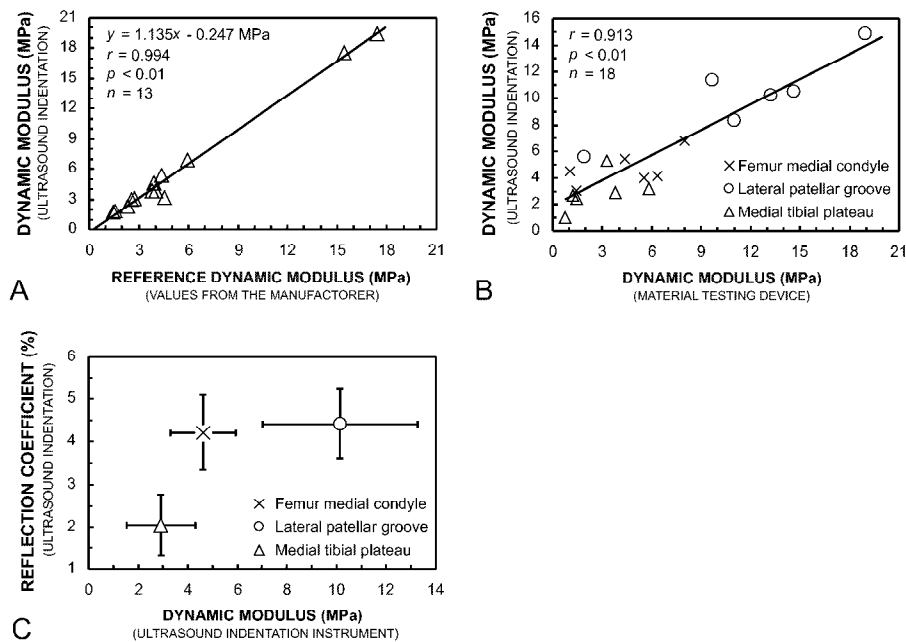 21
18
15
12
9
6
3
0
DYNAMIC MODULUS (MPa)
(ULTRASOUND INDENTATION)
y = 1.135x - 0.247 MPa
r = 0.994
p < 0.01
n = 13
0 3 6 9 12 15 18 21
REFERENCE DYNAMIC MODULUS (MPa)
(VALUES FROM THE MANUFACTORER)
A
16
14
12
10
8
6
4
2
0
DYNAMIC MODULUS (MPa)
(ULTRASOUND INDENTATION)
r = 0.913
p < 0.01
n = 18
Femur medial condyle
Lateral patellar groove
Medial tibial plateau
0 3 6 9 12 15 18 21
DYNAMIC MODULUS (MPa)
(MATERIAL TESTING DEVICE)
B
6
5
4
3
2
1
REFLECTION COEFFICIENT (%)
(ULTRASOUND INDENTATION)
Femur medial condyle
Lateral patellar groove
Medial tibial plateau
0 2 4 6 8 10 12 14
DYNAMIC MODULUS (MPa)
(ULTRASOUND INDENTATION INSTRUMENT)
C